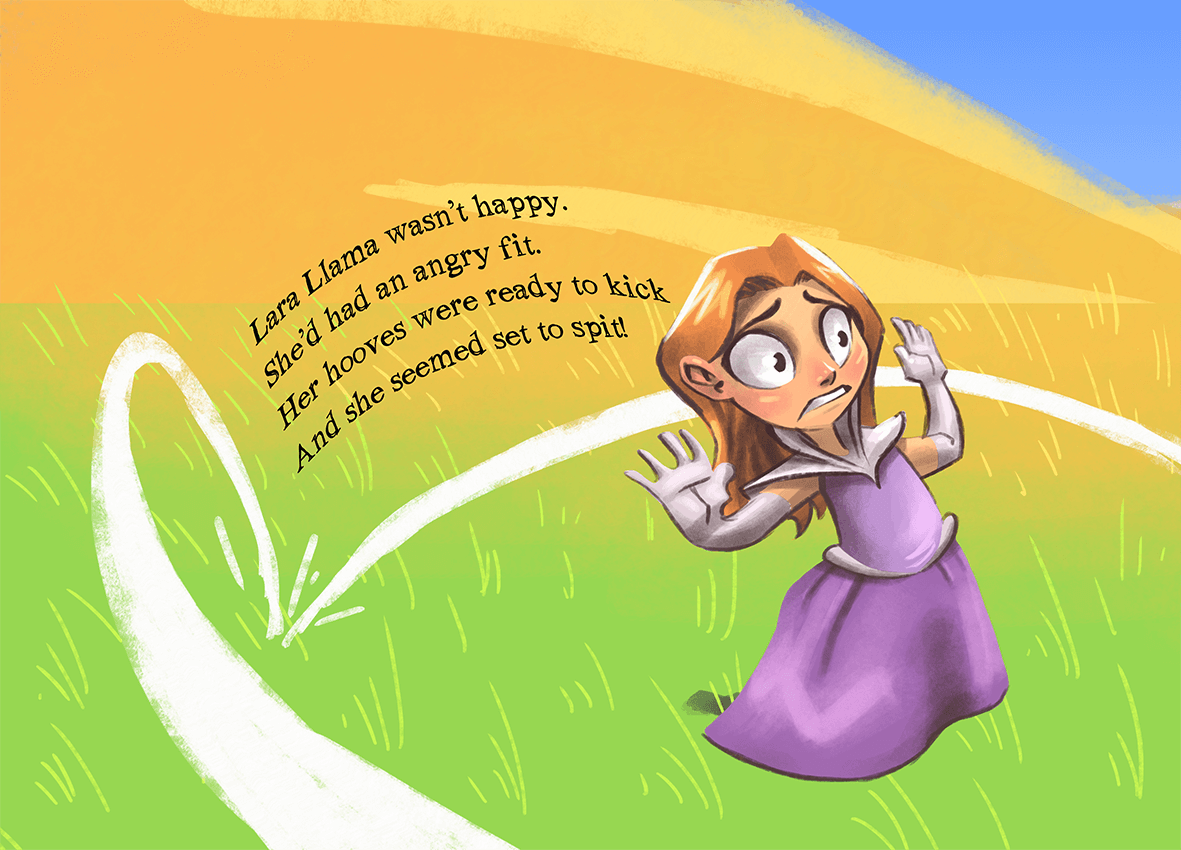 Lara Llama wasn't happy.
She'd had an angry fit.
Her hooves were ready to kick
And she seemed set to spit!